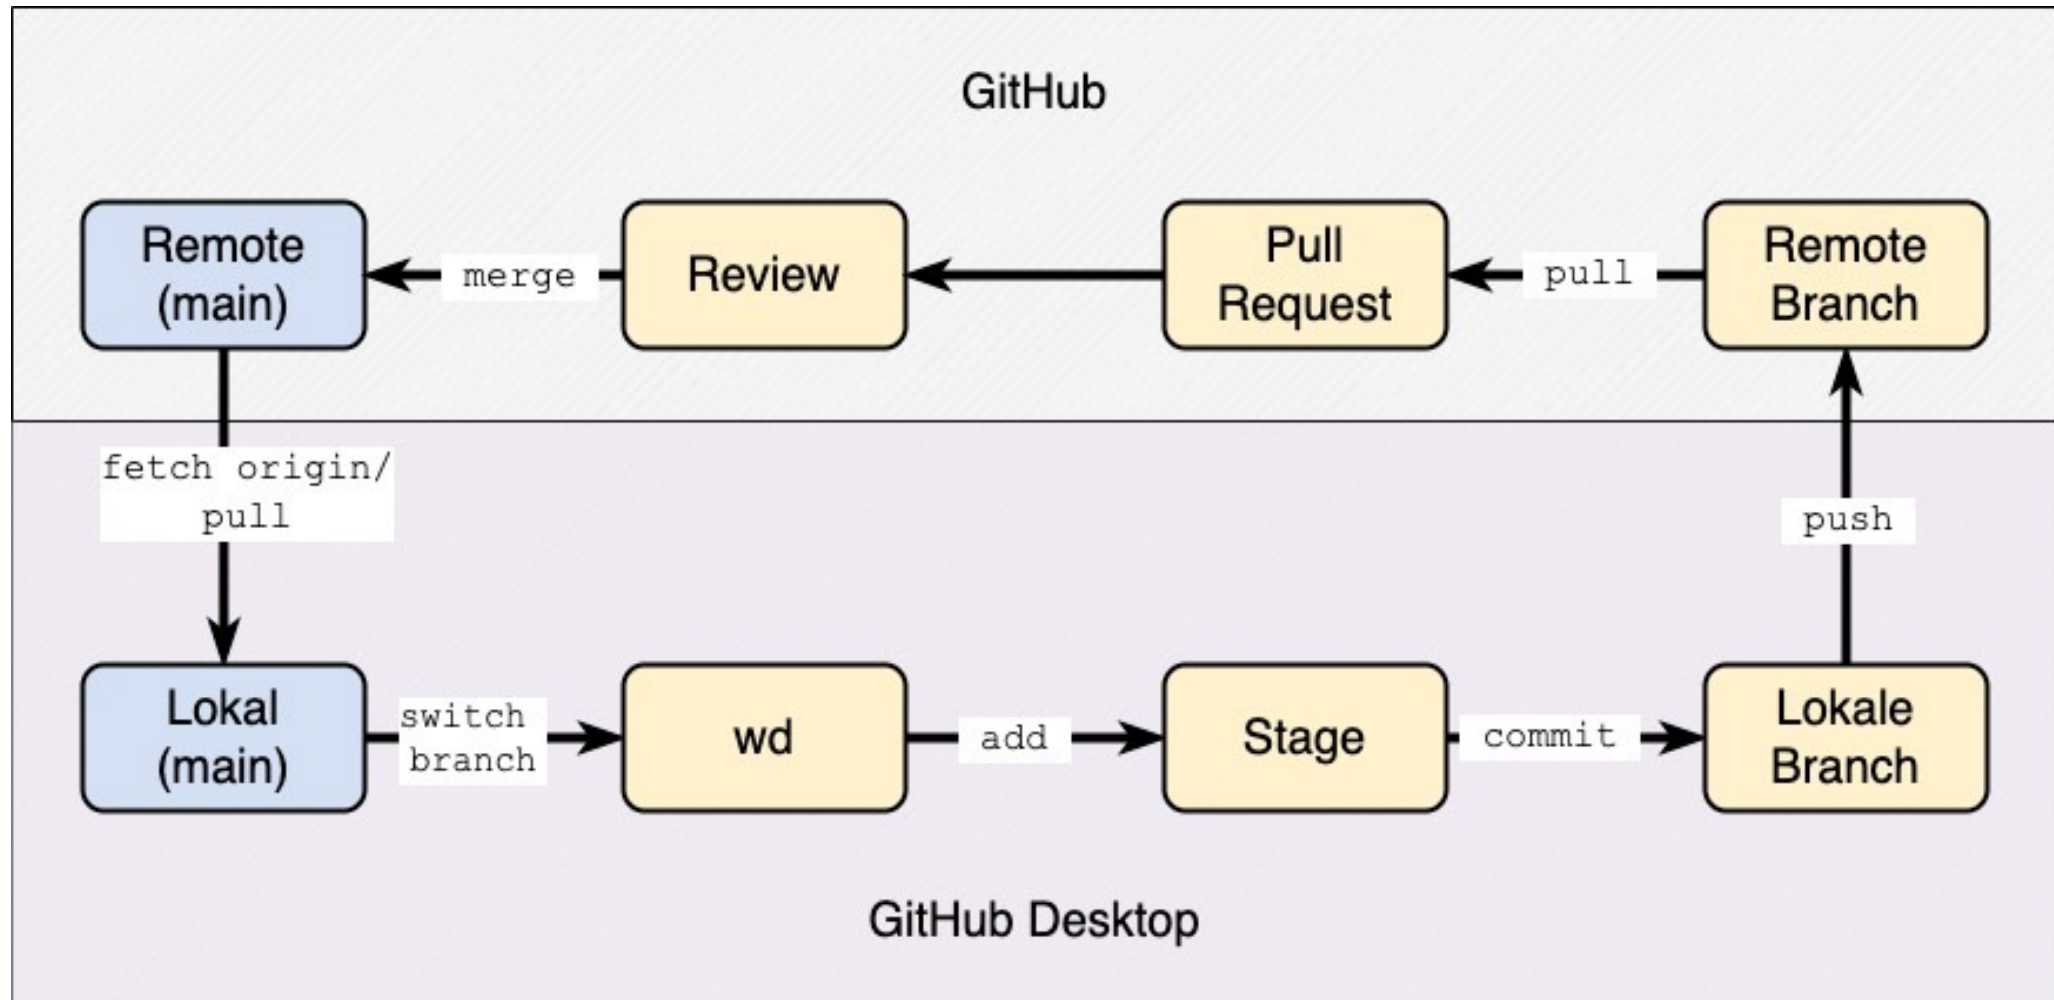 GitHub
Remote
(main)
merge
Review
Pull
Request
pull
Remote
Branch
fetch origin/
pull
push
Lokal
(main)
switch
branch
wd
add
Stage
commit
Lokale
Branch
GitHub Desktop